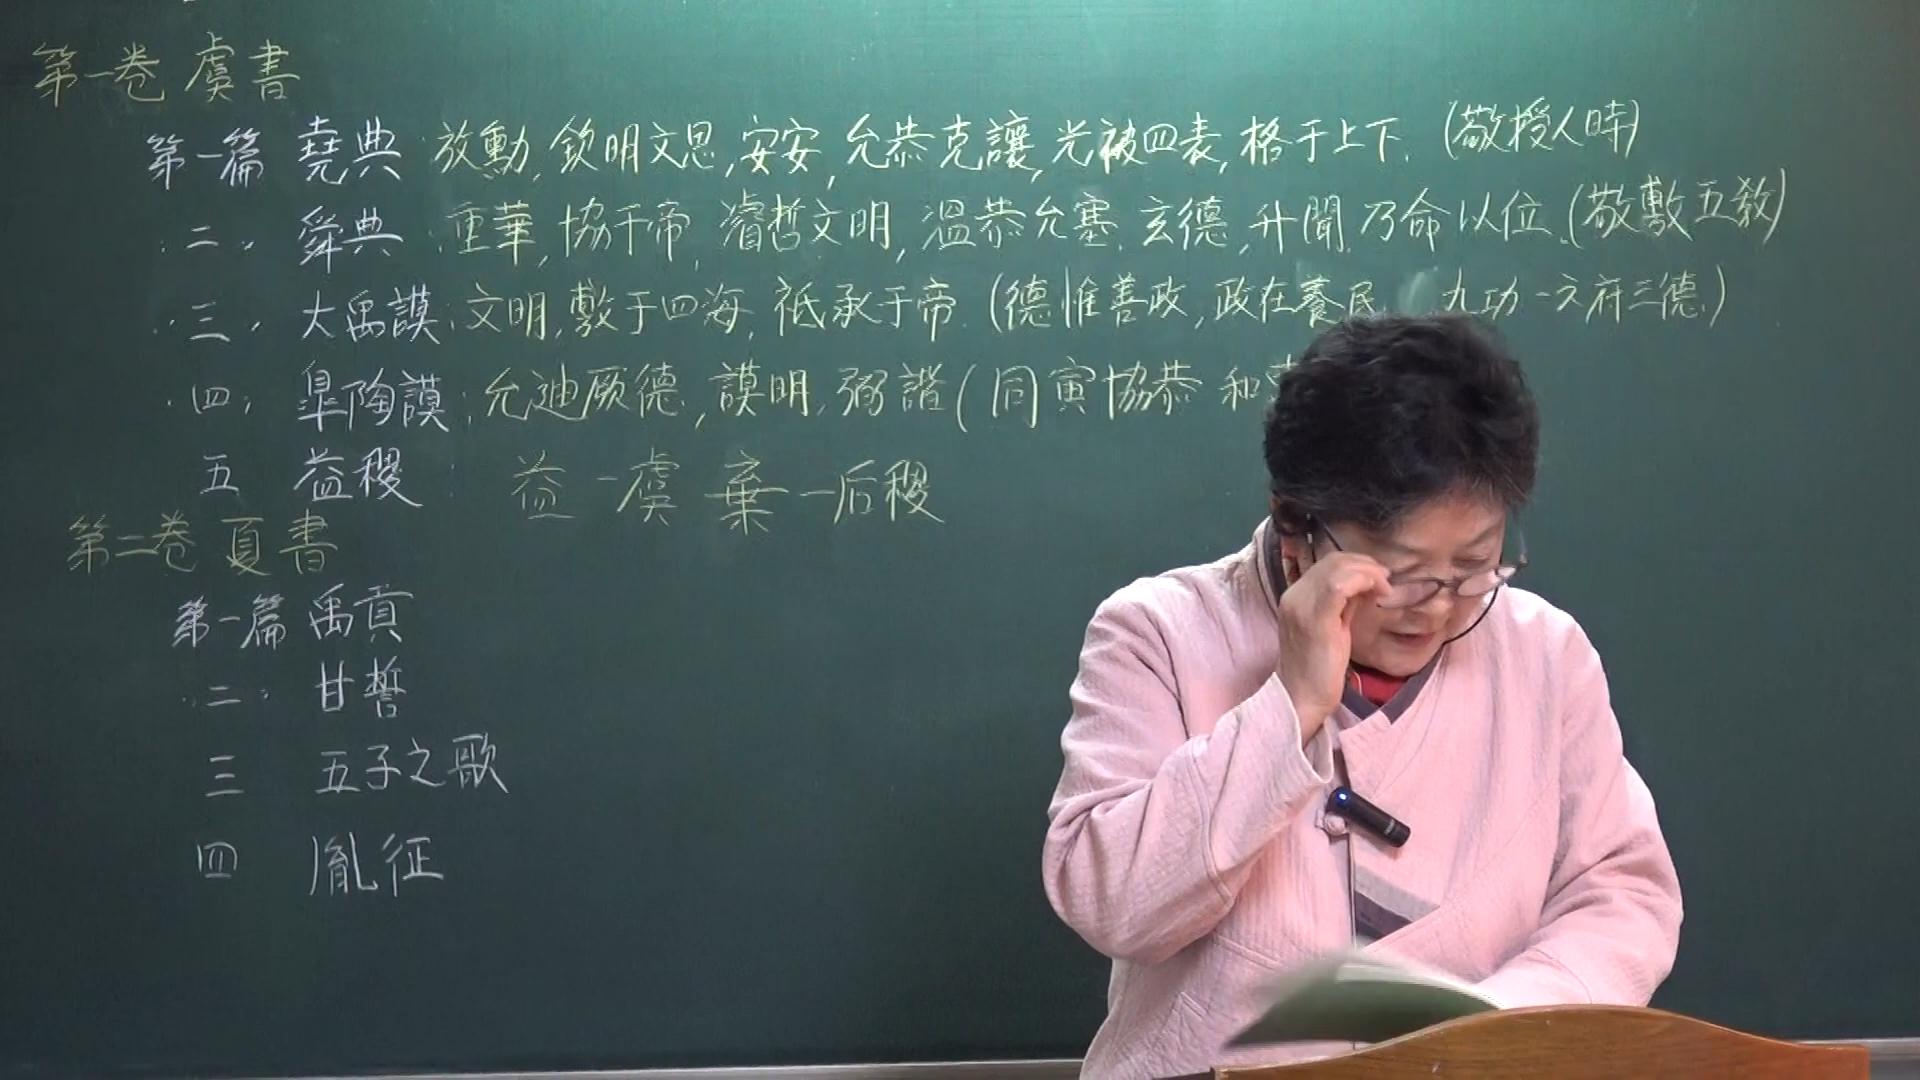 第一卷 虞書
第一篇 堯典 : 放勳, 欽明文思, 安安, 允恭克讓, 光被四表, 格于上下. (敬授人時)
〃 二 〃 舜典 : 重華, 協于帝, 濬哲文明, 溫恭允塞. 玄德, 升聞. 乃命以位. (敬敷五敎)
〃 三 〃 大禹謨 : 文明, 敷于四海, 祗承于帝. (德惟善政, 政在養民 九功 - 六府三德.)
〃 四 〃 皐陶謨 : 允迪厥德, 謨明, 弼諧 (同寅協恭 和
五 益稷 : 益 - 虞 棄 - 后稷
第二卷 夏書
第一篇 禹貢
〃 二 〃 甘誓
三 五子之歌
四 胤征